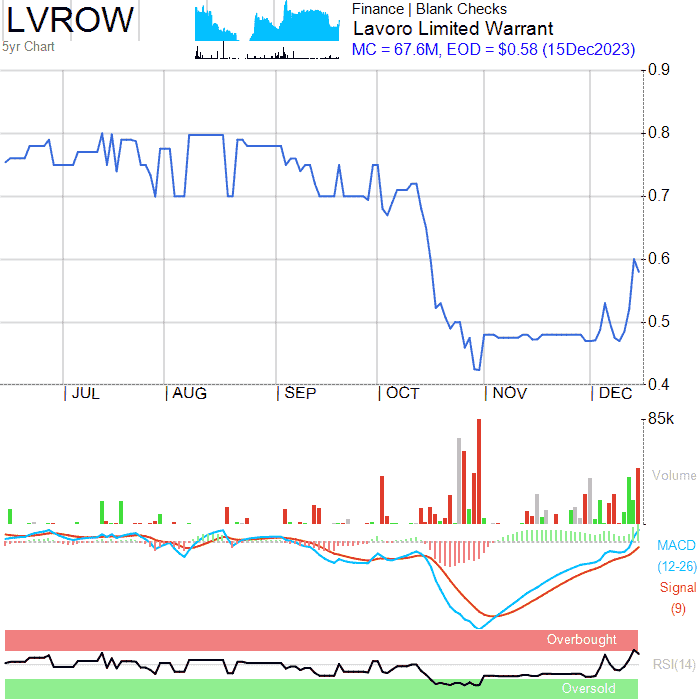 LVROW
5yr Chart
Finance | Blank Checks
Lavoro Limited Warrant
MC = 67.6M, EOD = $0.58 (15Dec2023)
0.9
0.8
0.7
0.6
0.5
0.4
JUL AUG SEP OCT NOV DEC
85k
Volume
MACD
(12-26)
Signal
(9)
Overbought
RSI(14)
Oversold